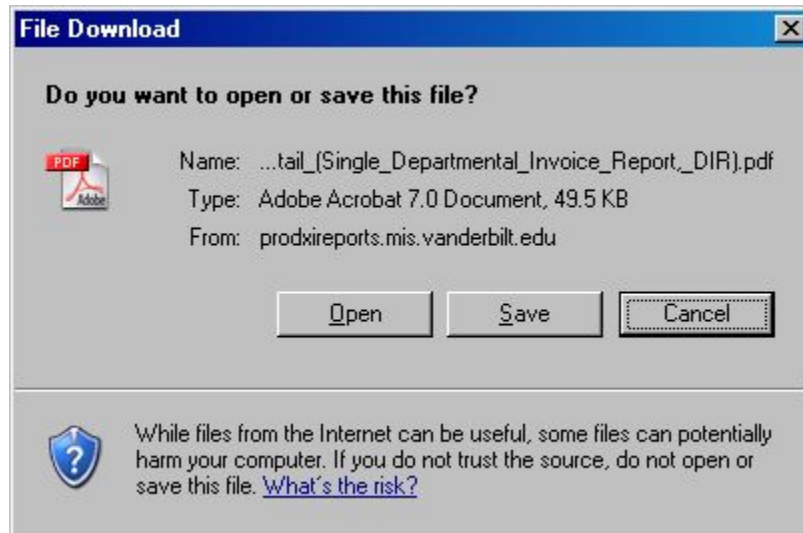 File Download
Do you want to open or save this file?
PDF
Adobe
Name: ...tail_(Single_Departmental_Invoice_Report,_DIR).pdf
Type: Adobe Acrobat 7.0 Document, 49.5 KB
From: prodxireports.mis.vanderbilt.edu
Open Save Cancel
While files from the Internet can be useful, some files can potentially
harm your computer. If you do not trust the source, do not open or
save this file. What's the risk?